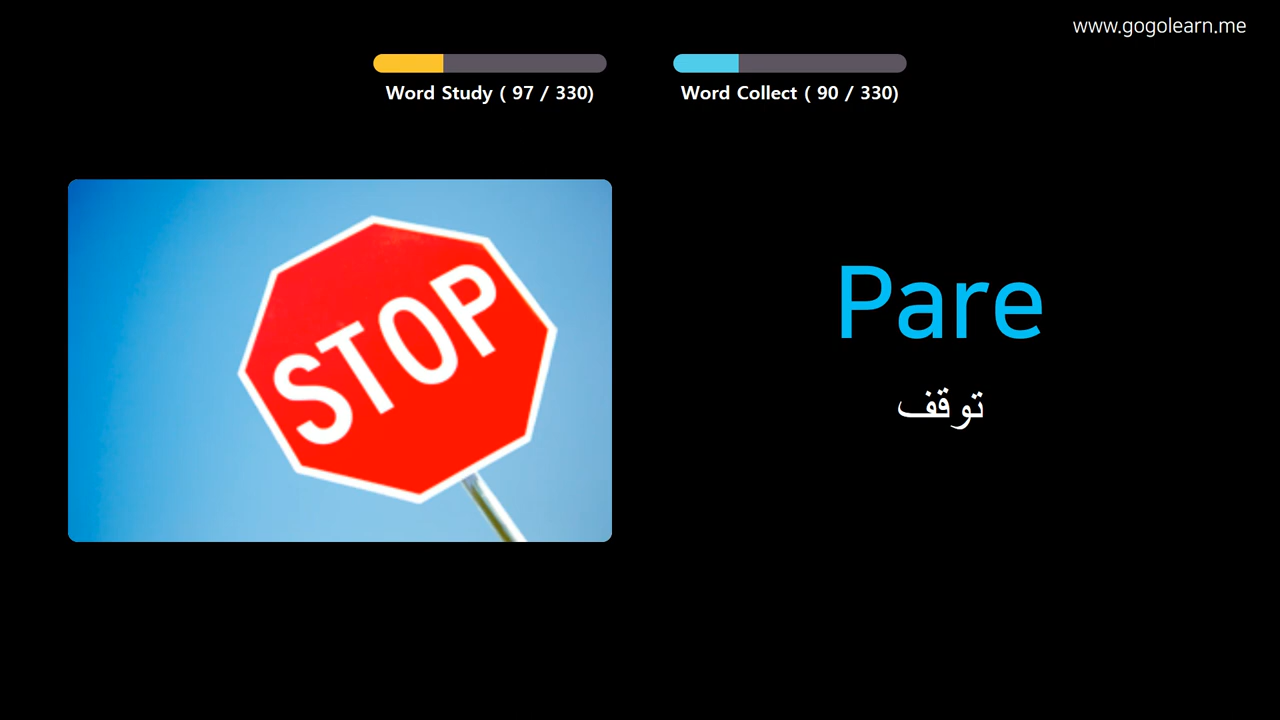 www.gogolearn.me
Word Study ( 97 / 330)
Word Collect ( 90 / 330)
STOP
Pare
توقف